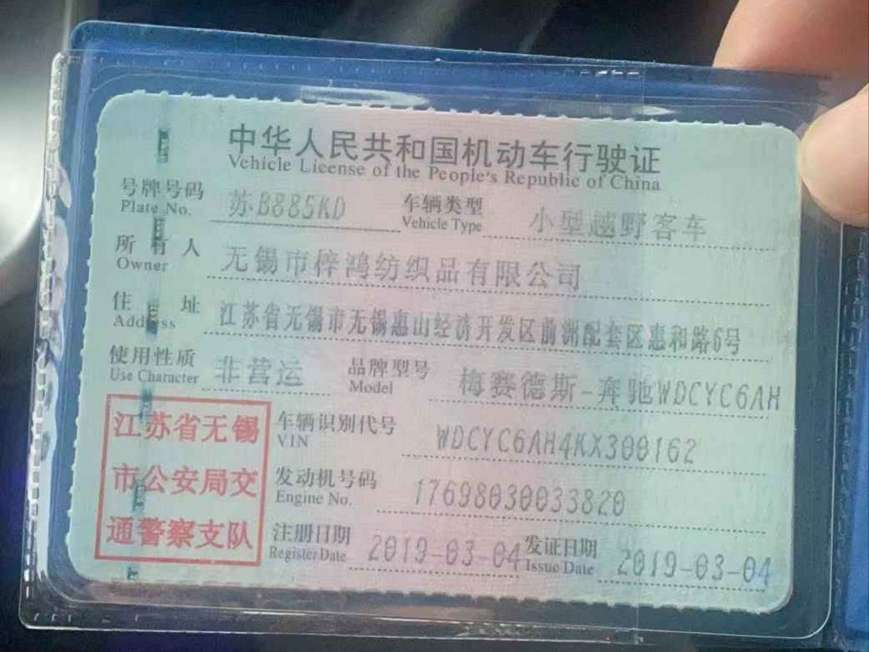 中华人民共和国机动车行驶证
Vehicle License of the People's Republic of China
号牌号码 苏B885KD 车辆类型 小型越野客车
Plate No. Vehicle Type
所有人 无锡市梓鸿纺织品有限公司
Owner
住址 江苏省无锡市无锡惠山经济开发区前洲配套区惠和路6号
Address
使用性质 非营运 品牌型号 梅赛德斯-奔驰WDCYC6AH
Use Character Model
江苏省无锡
市公安局交
通警察支队
车辆识别代号 WDCYC6AH4KX300162
VIN
发动机号码 17698030033820
Engine No.
注册日期 2019-03-04 发证日期 2019-03-04
Register Date Issue Date